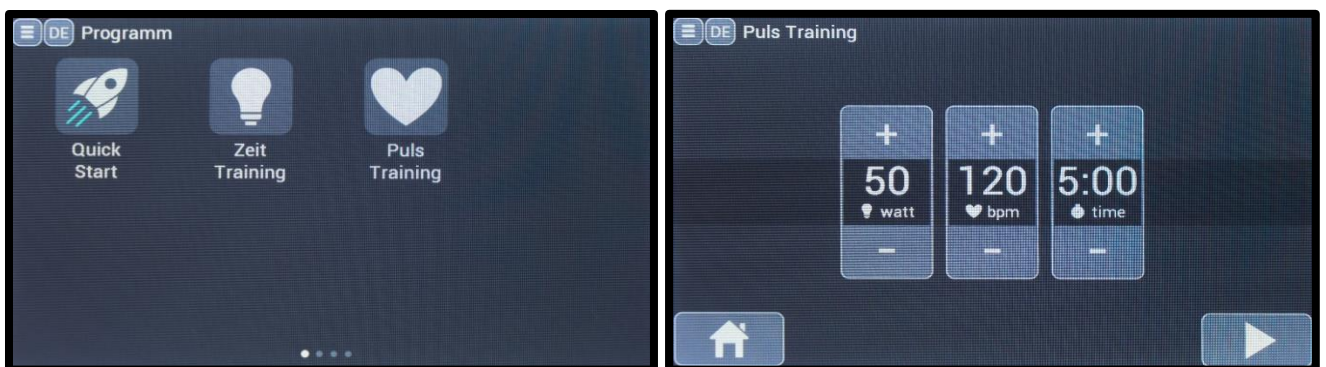 DE Programm
Quick
Start
Zeit
Training
Puls
Training
DE Puls Training
+ + +
50 120 5:00
watt bpm time
- - -